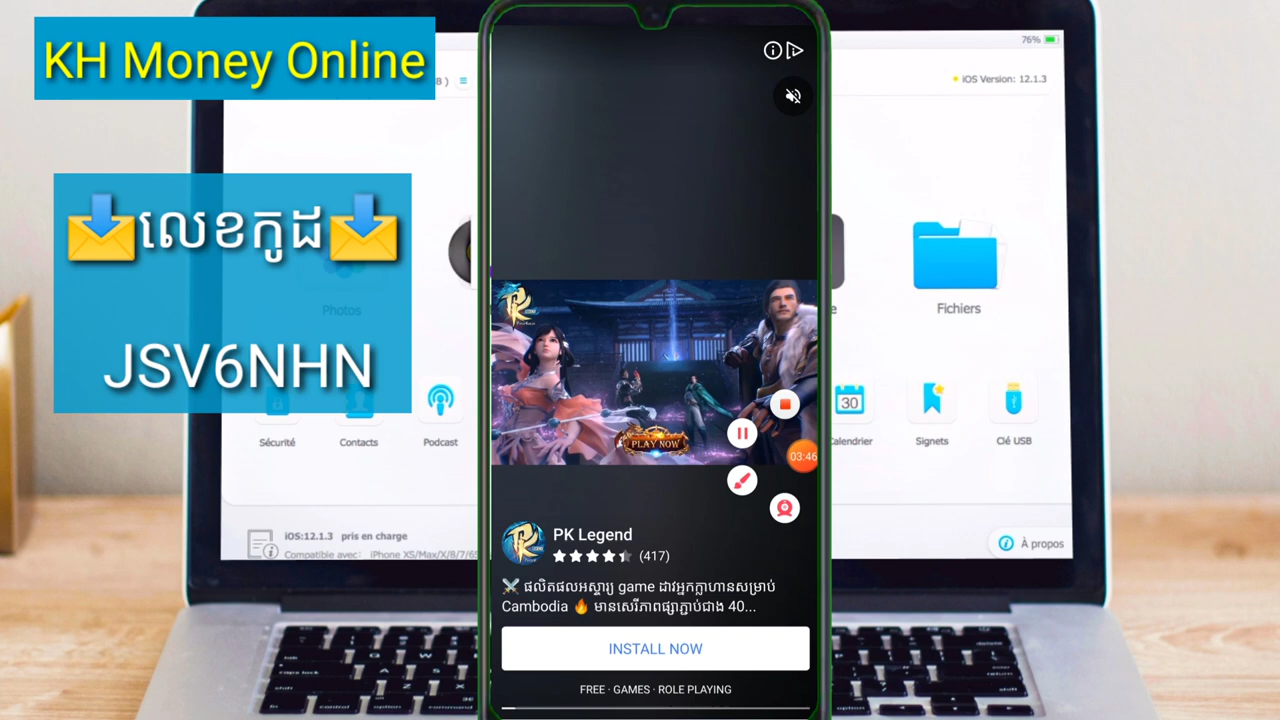 KH Money Online
📩លេខកូដ📩
JSV6NHN
76%
iOS Version: 12.1.3
Photos
Fichiers
Sécurité
Contacts
Podcast
30
Calendrier
Signets
Clé USB
iOS:12.1.3 pris en charge
Compatible avec: iPhone XS/Max/X/8/7/6S
À propos
PLAY NOW
03:46
PK Legend
(417)
⚔️ ផលិតផលអស្ចារ្យ game ដាវអ្នកក្លាហានសម្រាប់
Cambodia 🔥 មានសេរីភាពផ្សាភ្ជាប់ជាង 40...
INSTALL NOW
FREE · GAMES · ROLE PLAYING